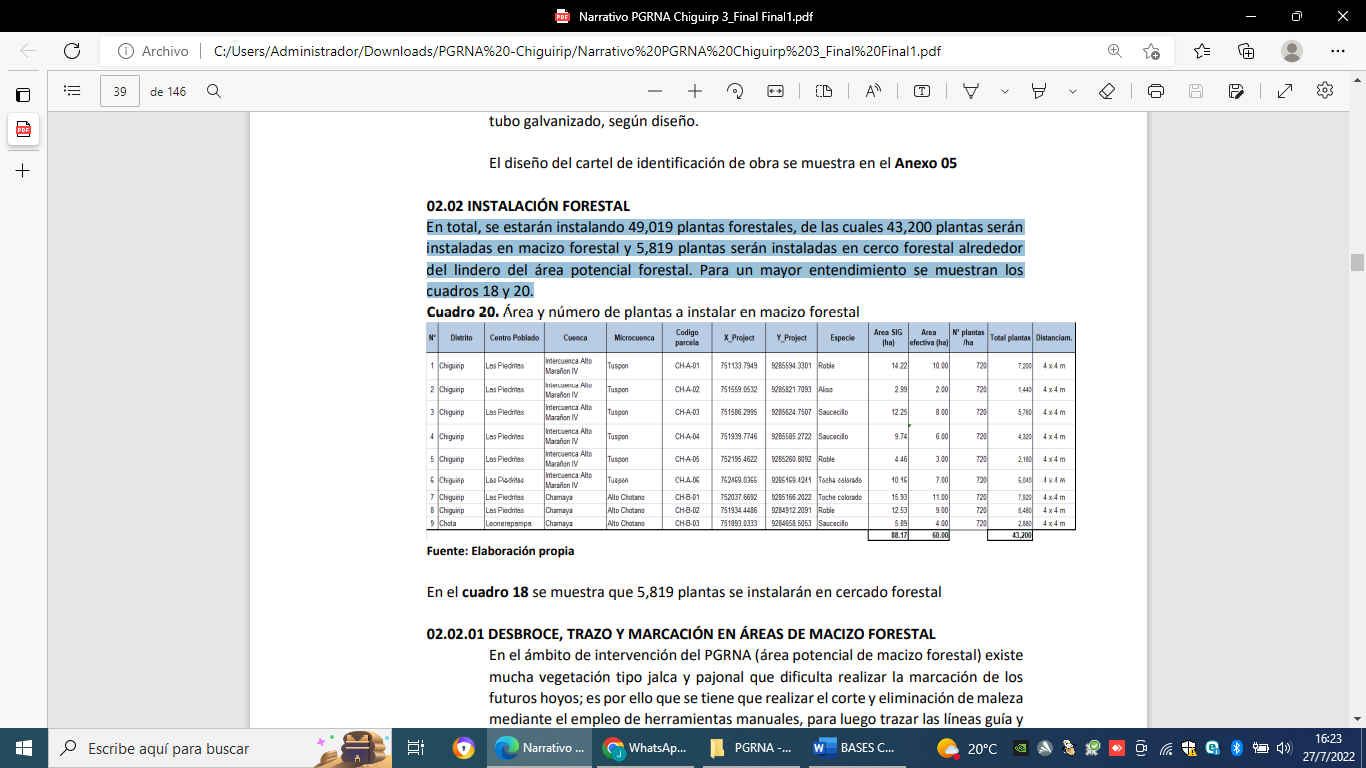 Narrativo PGRNA Chiguirp 3_Final Final1.pdf
Archivo | C:/Users/Administrador/Downloads/PGRNA%20-Chiguirip/Narrativo%20PGRNA%20Chiguirp%203_Final%20Final1.pdf
39 de 146
tubo galvanizado, según diseño.
El diseño del cartel de identificación de obra se muestra en el Anexo 05
02.02 INSTALACIÓN FORESTAL
En total, se estarán instalando 49,019 plantas forestales, de las cuales 43,200 plantas serán
instaladas en macizo forestal y 5,819 plantas serán instaladas en cerco forestal alrededor
del lindero del área potencial forestal. Para un mayor entendimiento se muestran los
cuadros 18 y 20.
Cuadro 20. Área y número de plantas a instalar en macizo forestal
N° Distrito Centro Poblado Cuenca Microcuenca Codigo parcela X_Project Y_Project Especie Area SIG (ha) Area efectiva (ha) N° plantas /ha Total plantas Distanciam.
1 Chiguirip Las Piedritas Intercuenca Alto Marañon IV Tuspon CH-A-01 751133.7949 9285594.3301 Roble 14.22 10.00 720 7,200 4 x 4 m
2 Chiguirip Las Piedritas Intercuenca Alto Marañon IV Tuspon CH-A-02 751559.0532 9285821.7093 Aliso 2.99 2.00 720 1,440 4 x 4 m
3 Chiguirip Las Piedritas Intercuenca Alto Marañon IV Tuspon CH-A-03 751586.2995 9285624.7507 Saucecillo 12.25 8.00 720 5,760 4 x 4 m
4 Chiguirip Las Piedritas Intercuenca Alto Marañon IV Tuspon CH-A-04 751939.7746 9285585.2722 Saucecillo 9.74 6.00 720 4,320 4 x 4 m
5 Chiguirip Las Piedritas Intercuenca Alto Marañon IV Tuspon CH-A-05 752195.4622 9285260.8092 Roble 4.46 3.00 720 2,160 4 x 4 m
6 Chiguirip Las Piedritas Intercuenca Alto Marañon IV Tuspon CH-A-06 752469.0366 9285169.4241 Toche colorado 10.16 7.00 720 5,040 4 x 4 m
7 Chiguirip Las Piedritas Chamaya Alto Chotano CH-B-01 752037.6692 9285166.2022 Toche colorado 15.93 11.00 720 7,920 4 x 4 m
8 Chiguirip Las Piedritas Chamaya Alto Chotano CH-B-02 751934.4486 9284912.2091 Roble 12.53 9.00 720 6,480 4 x 4 m
9 Chota Leonerapampa Chamaya Alto Chotano CH-B-03 751893.0333 9284658.5053 Saucecillo 5.89 4.00 720 2,880 4 x 4 m
88.17 60.00 43,200
Fuente: Elaboración propia
En el cuadro 18 se muestra que 5,819 plantas se instalarán en cercado forestal
02.02.01 DESBROCE, TRAZO Y MARCACIÓN EN ÁREAS DE MACIZO FORESTAL
En el ámbito de intervención del PGRNA (área potencial de macizo forestal) existe
mucha vegetación tipo jalca y pajonal que dificulta realizar la marcación de los
futuros hoyos; es por ello que se tiene que realizar el corte y eliminación de maleza
mediante el empleo de herramientas manuales, para luego trazar las líneas guía y
Escribe aquí para buscar Narrativo ... WhatsAp... PGRNA -... BASES C... 20°C 16:23
27/7/2022